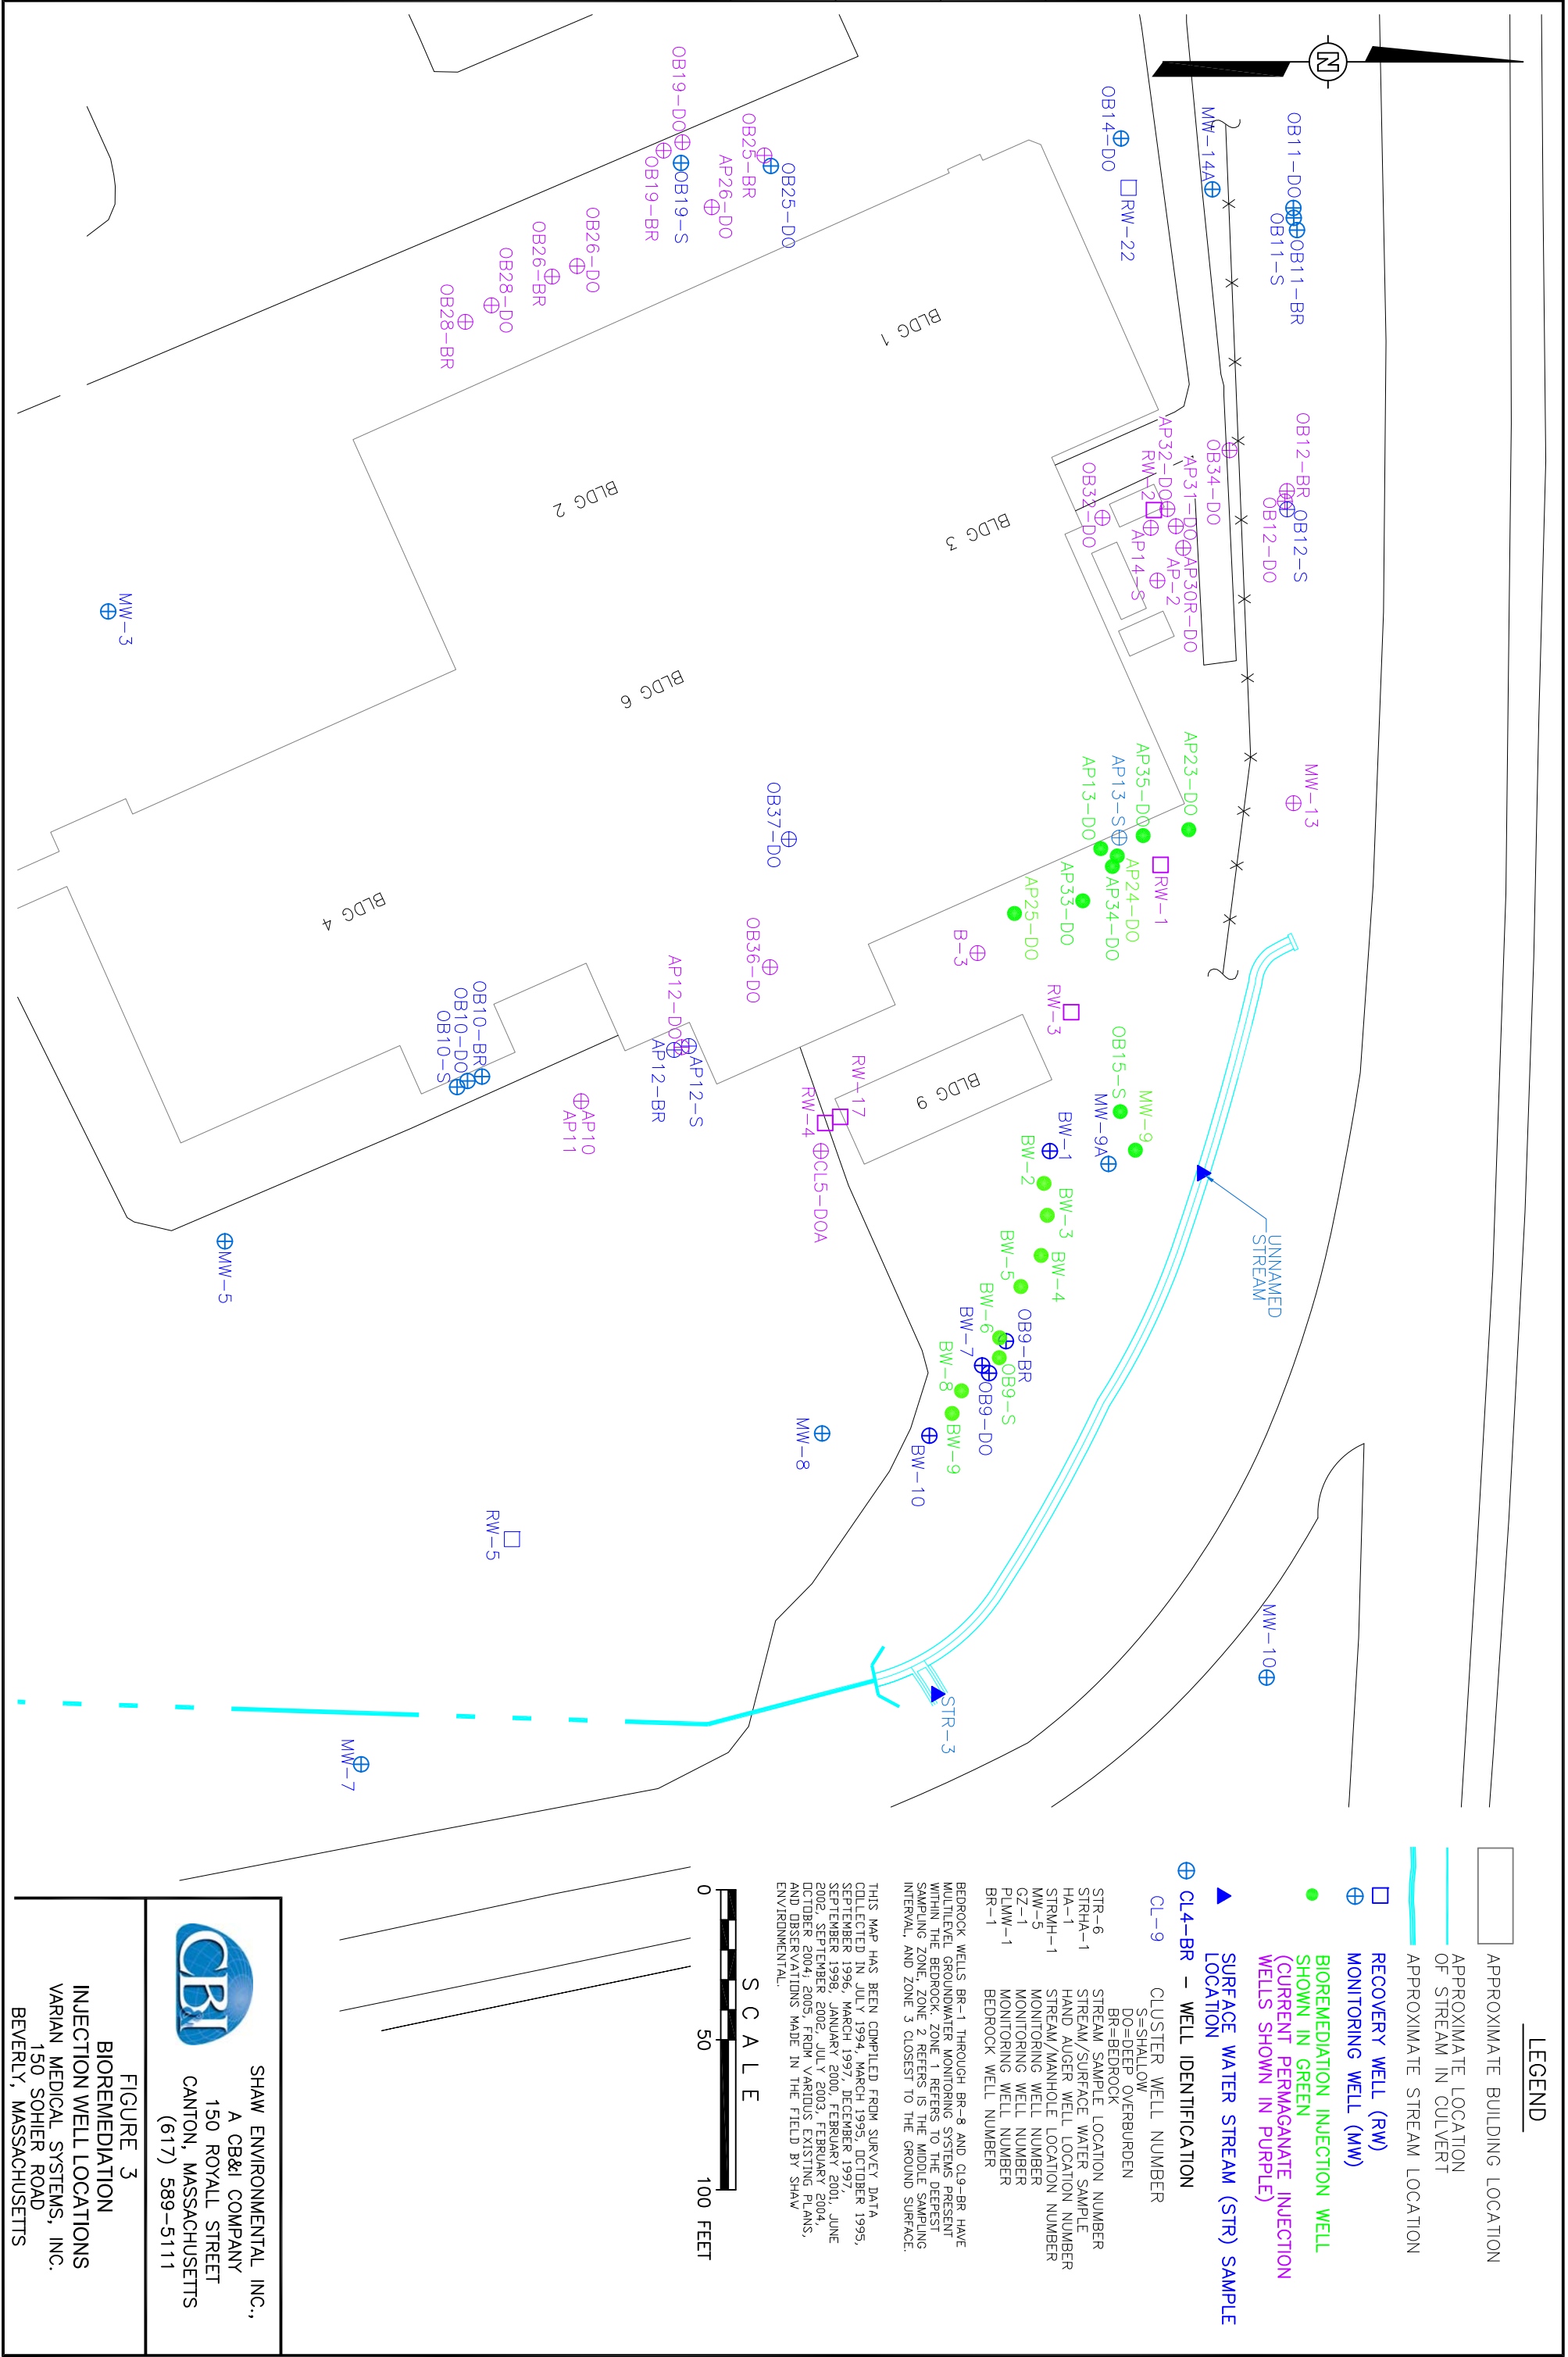 N
OB11-DO
OB11-BR
OB11-S
MW-14A
OB14-DO
RW-22
OB25-BR
OB25-DO
AP26-DO
OB19-DO
OB19-S
OB19-BR
OB26-DO
OB26-BR
OB28-DO
OB28-BR
OB12-BR
OB12-S
OB12-DO
OB34-DO
AP31-DO
AP32-DO
RW-2
AP30R-DO
AP-2
AP14-S
OB32-DO
BLDG 1
BLDG 2
BLDG 3
BLDG 6
BLDG 4
BLDG 9
MW-3
MW-13
AP23-DO
AP35-DO
AP13-S
AP13-DO
RW-1
AP24-DO
AP34-DO
AP33-DO
AP25-DO
B-3
OB37-DO
OB36-DO
RW-3
AP12-DO
AP12-S
AP12-BR
OB10-BR
OB10-DO
OB10-S
AP10
AP11
RW-17
RW-4
CL5-DOA
OB15-S
MW-9
MW-9A
BW-1
BW-2
BW-3
BW-4
BW-5
BW-6
OB9-BR
BW-7
OB9-S
OB9-DO
BW-8
BW-9
BW-10
UNNAMED
STREAM
MW-5
MW-8
RW-5
MW-10
STR-3
MW-7
LEGEND
APPROXIMATE BUILDING LOCATION
APPROXIMATE LOCATION
OF STREAM IN CULVERT
APPROXIMATE STREAM LOCATION
RECOVERY WELL (RW)
MONITORING WELL (MW)
BIOREMEDIATION INJECTION WELL
SHOWN IN GREEN
(CURRENT PERMAGANATE INJECTION
WELLS SHOWN IN PURPLE)
SURFACE WATER STREAM (STR) SAMPLE
LOCATION
CL4-BR - WELL IDENTIFICATION
CL-9 CLUSTER WELL NUMBER
S=SHALLOW
DO=DEEP OVERBURDEN
BR=BEDROCK
STR-6 STREAM SAMPLE LOCATION NUMBER
STRHA-1 STREAM/SURFACE WATER SAMPLE
HA-1 HAND AUGER WELL LOCATION NUMBER
STRMH-1 STREAM/MANHOLE LOCATION NUMBER
MW-5 MONITORING WELL NUMBER
GZ-1 MONITORING WELL NUMBER
PLMW-1 MONITORING WELL NUMBER
BR-1 BEDROCK WELL NUMBER
BEDROCK WELLS BR-1 THROUGH BR-8 AND CL9-BR HAVE
MULTILEVEL GROUNDWATER MONITORING SYSTEMS PRESENT
WITHIN THE BEDROCK. ZONE 1 REFERS TO THE DEEPEST
SAMPLING ZONE, ZONE 2 REFERS IS THE MIDDLE SAMPLING
INTERVAL, AND ZONE 3 CLOSEST TO THE GROUND SURFACE.
THIS MAP HAS BEEN COMPILED FROM SURVEY DATA
COLLECTED IN JULY 1994, MARCH 1995, OCTOBER 1995,
SEPTEMBER 1996, MARCH 1997, DECEMBER 1997,
SEPTEMBER 1998, JANUARY 2000, FEBRUARY 2001, JUNE
2002, SEPTEMBER 2002, JULY 2003, FEBRUARY 2004,
OCTOBER 2004; 2005, FROM VARIOUS EXISTING PLANS,
AND OBSERVATIONS MADE IN THE FIELD BY SHAW
ENVIRONMENTAL.
SCALE
0 50 100 FEET
CB&I
SHAW ENVIRONMENTAL INC.,
A CB&I COMPANY
150 ROYALL STREET
CANTON, MASSACHUSETTS
(617) 589-5111
FIGURE 3
BIOREMEDIATION
INJECTION WELL LOCATIONS
VARIAN MEDICAL SYSTEMS, INC.
150 SOHIER ROAD
BEVERLY, MASSACHUSETTS